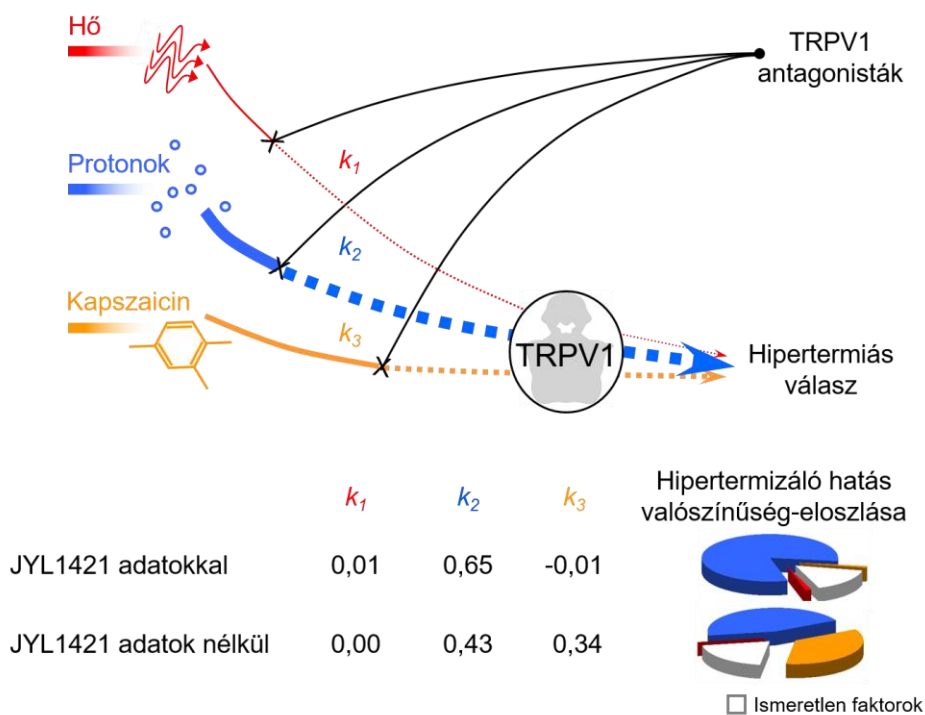 Hő
TRPV1
antagonisták
Protonok
k1
k2
Kapszaicin
k3
TRPV1
Hipertermiás
válasz
k1 k2 k3
Hipertermizáló hatás
valószínűség-eloszlása
JYL1421 adatokkal 0,01 0,65 -0,01
JYL1421 adatok nélkül 0,00 0,43 0,34
Ismeretlen faktorok